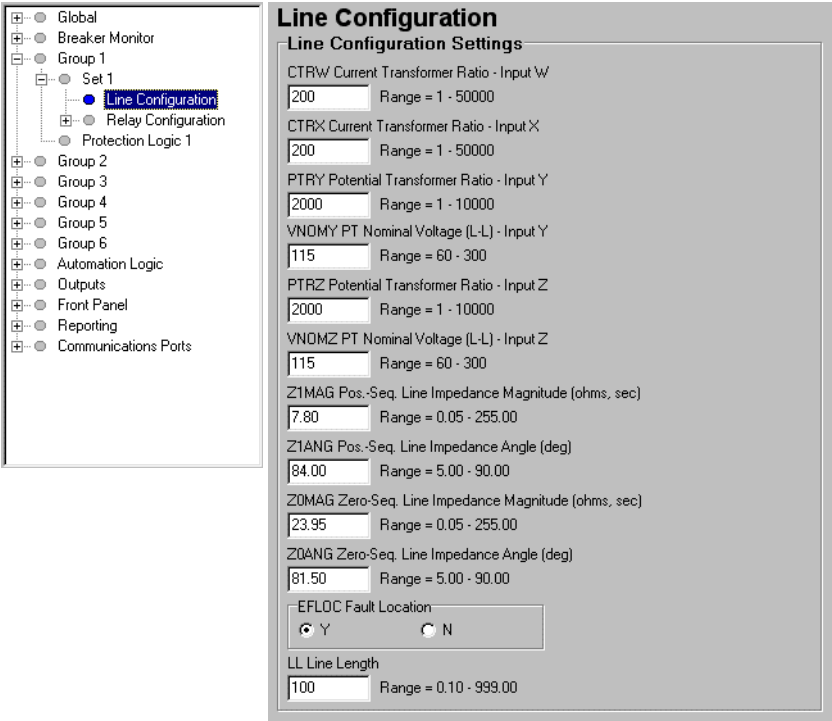 Global
Breaker Monitor
Group 1
Set 1
Line Configuration
Relay Configuration
Protection Logic 1
Group 2
Group 3
Group 4
Group 5
Group 6
Automation Logic
Outputs
Front Panel
Reporting
Communications Ports
Line Configuration
Line Configuration Settings
CTRW Current Transformer Ratio - Input W
200 Range = 1 - 50000
CTRX Current Transformer Ratio - Input X
200 Range = 1 - 50000
PTRY Potential Transformer Ratio - Input Y
2000 Range = 1 - 10000
VNOMY PT Nominal Voltage (L-L) - Input Y
115 Range = 60 - 300
PTRZ Potential Transformer Ratio - Input Z
2000 Range = 1 - 10000
VNOMZ PT Nominal Voltage (L-L) - Input Z
115 Range = 60 - 300
Z1MAG Pos.-Seq. Line Impedance Magnitude (ohms, sec)
7.80 Range = 0.05 - 255.00
Z1ANG Pos.-Seq. Line Impedance Angle (deg)
84.00 Range = 5.00 - 90.00
Z0MAG Zero-Seq. Line Impedance Magnitude (ohms, sec)
23.95 Range = 0.05 - 255.00
Z0ANG Zero-Seq. Line Impedance Angle (deg)
81.50 Range = 5.00 - 90.00
EFLOC Fault Location
Y N
LL Line Length
100 Range = 0.10 - 999.00